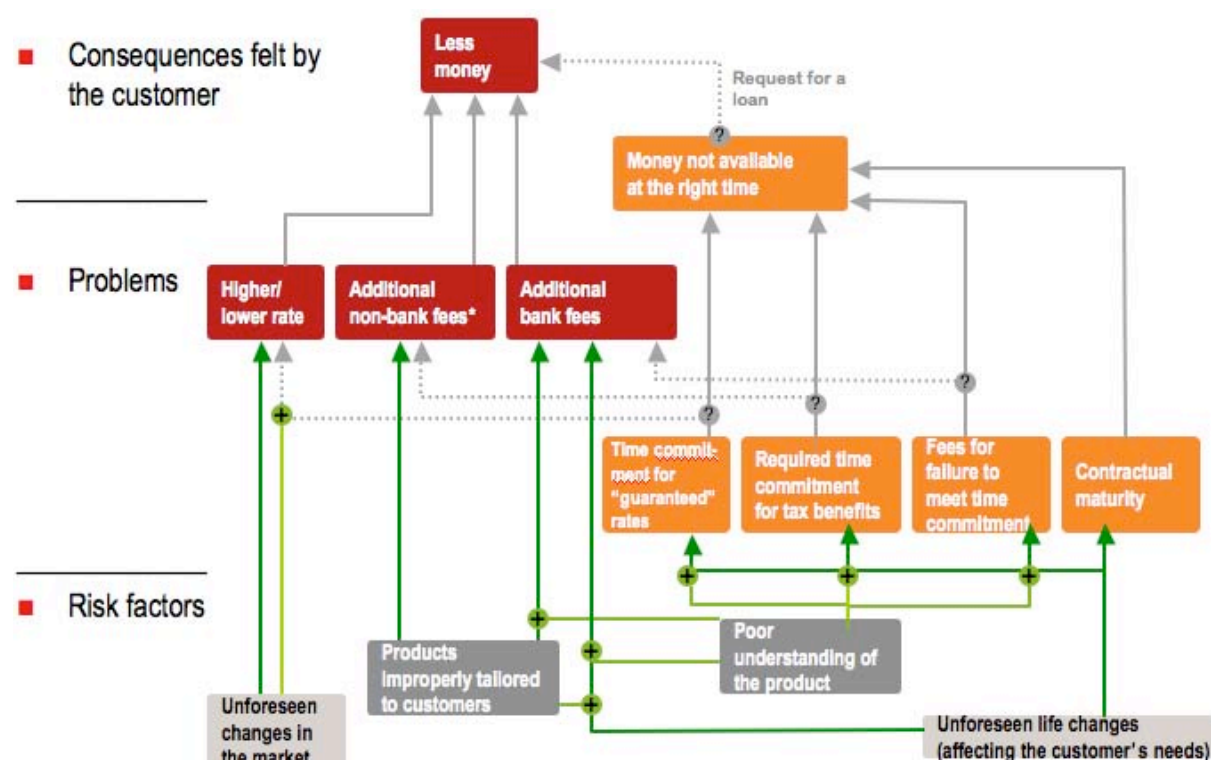 Consequences felt by
the customer
Less
money
Request for a
loan
Money not available
at the right time
Problems
Higher/
lower rate
Additional
non-bank fees*
Additional
bank fees
Time commit-
ment for
“guaranteed”
rates
Required time
commitment
for tax benefits
Fees for
failure to
meet time
commitment
Contractual
maturity
Risk factors
Products
improperly tailored
to customers
Poor
understanding of
the product
Unforeseen
changes in
the market
Unforeseen life changes
(affecting the customer's needs)
?
?
?
?
+
+
+
+
+
+
+